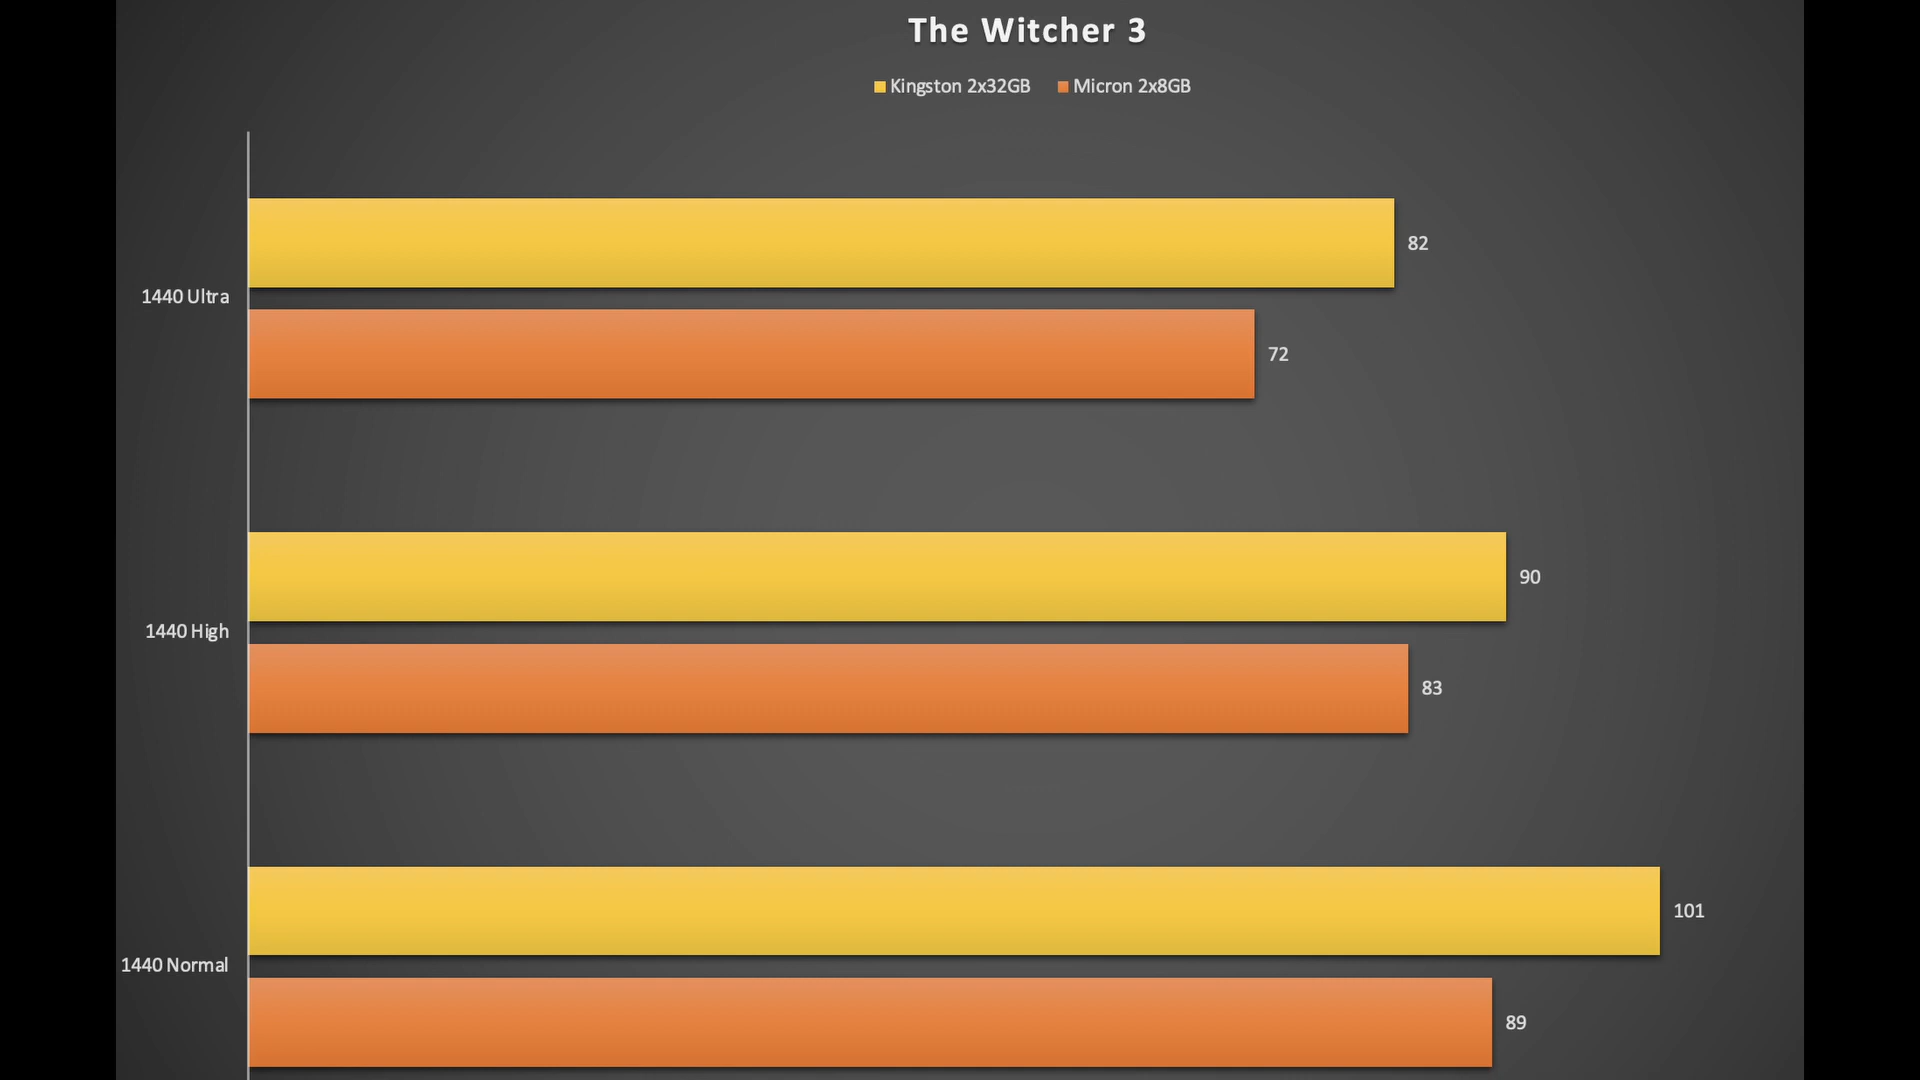 The Witcher 3
Kingston 2x32GB Micron 2x8GB
82
1440 Ultra
72
90
1440 High
83
101
1440 Normal
89